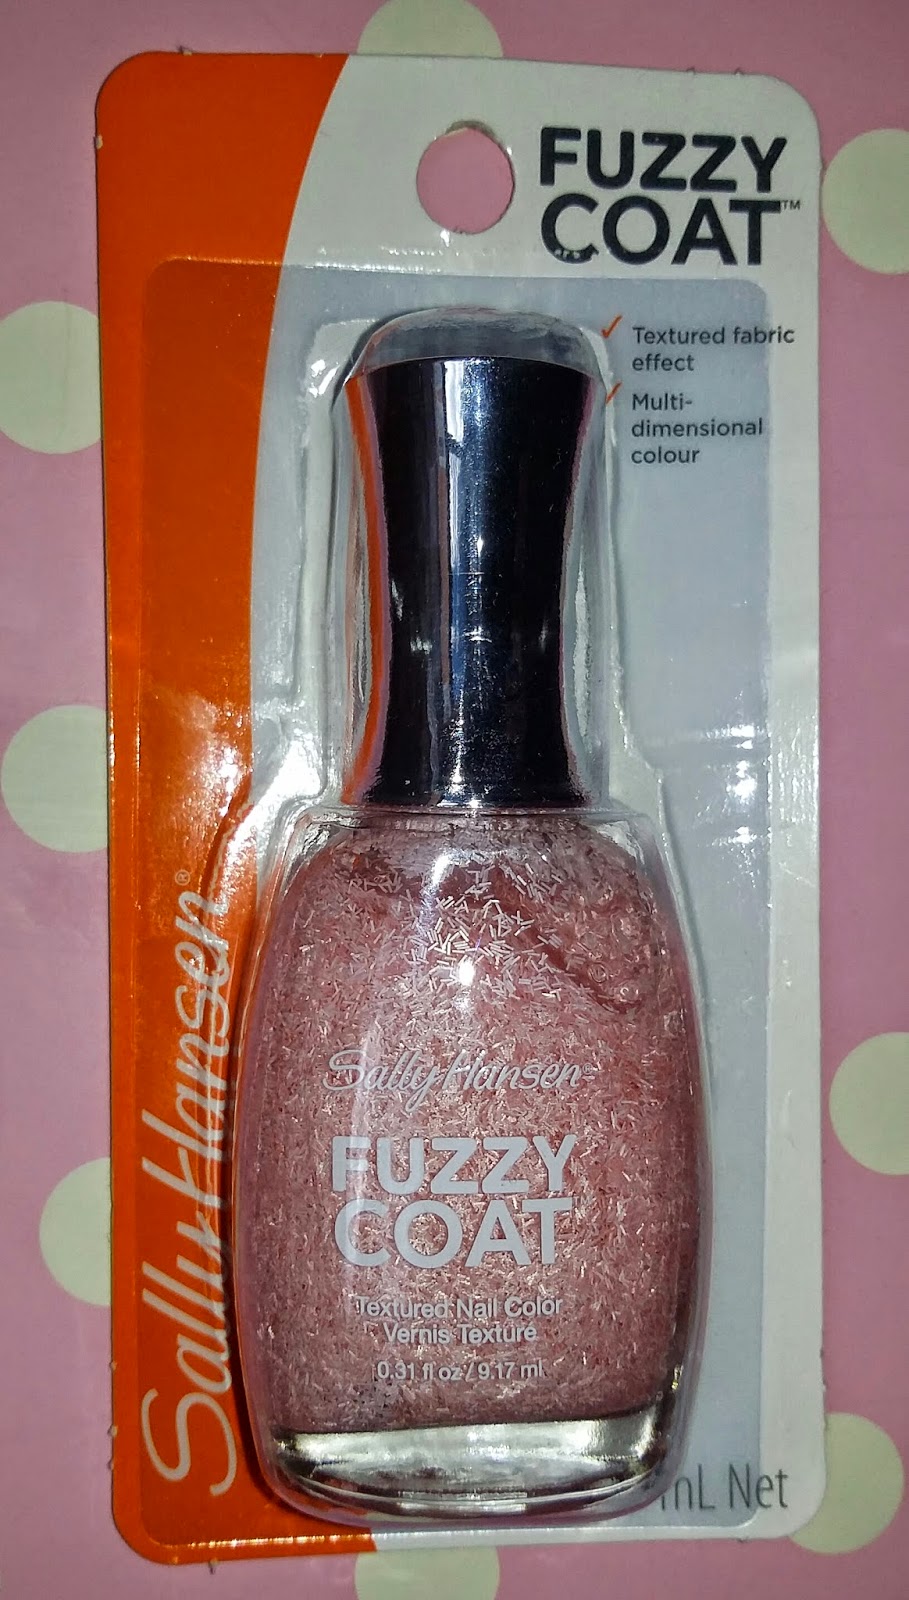 FUZZY
COAT™
Textured fabric
effect
Multi-
dimensional
colour
Sally Hansen®
Sally Hansen
FUZZY
COAT™
Textured Nail Color
Vernis Texture
0.31 fl oz / 9.17 ml
mL Net